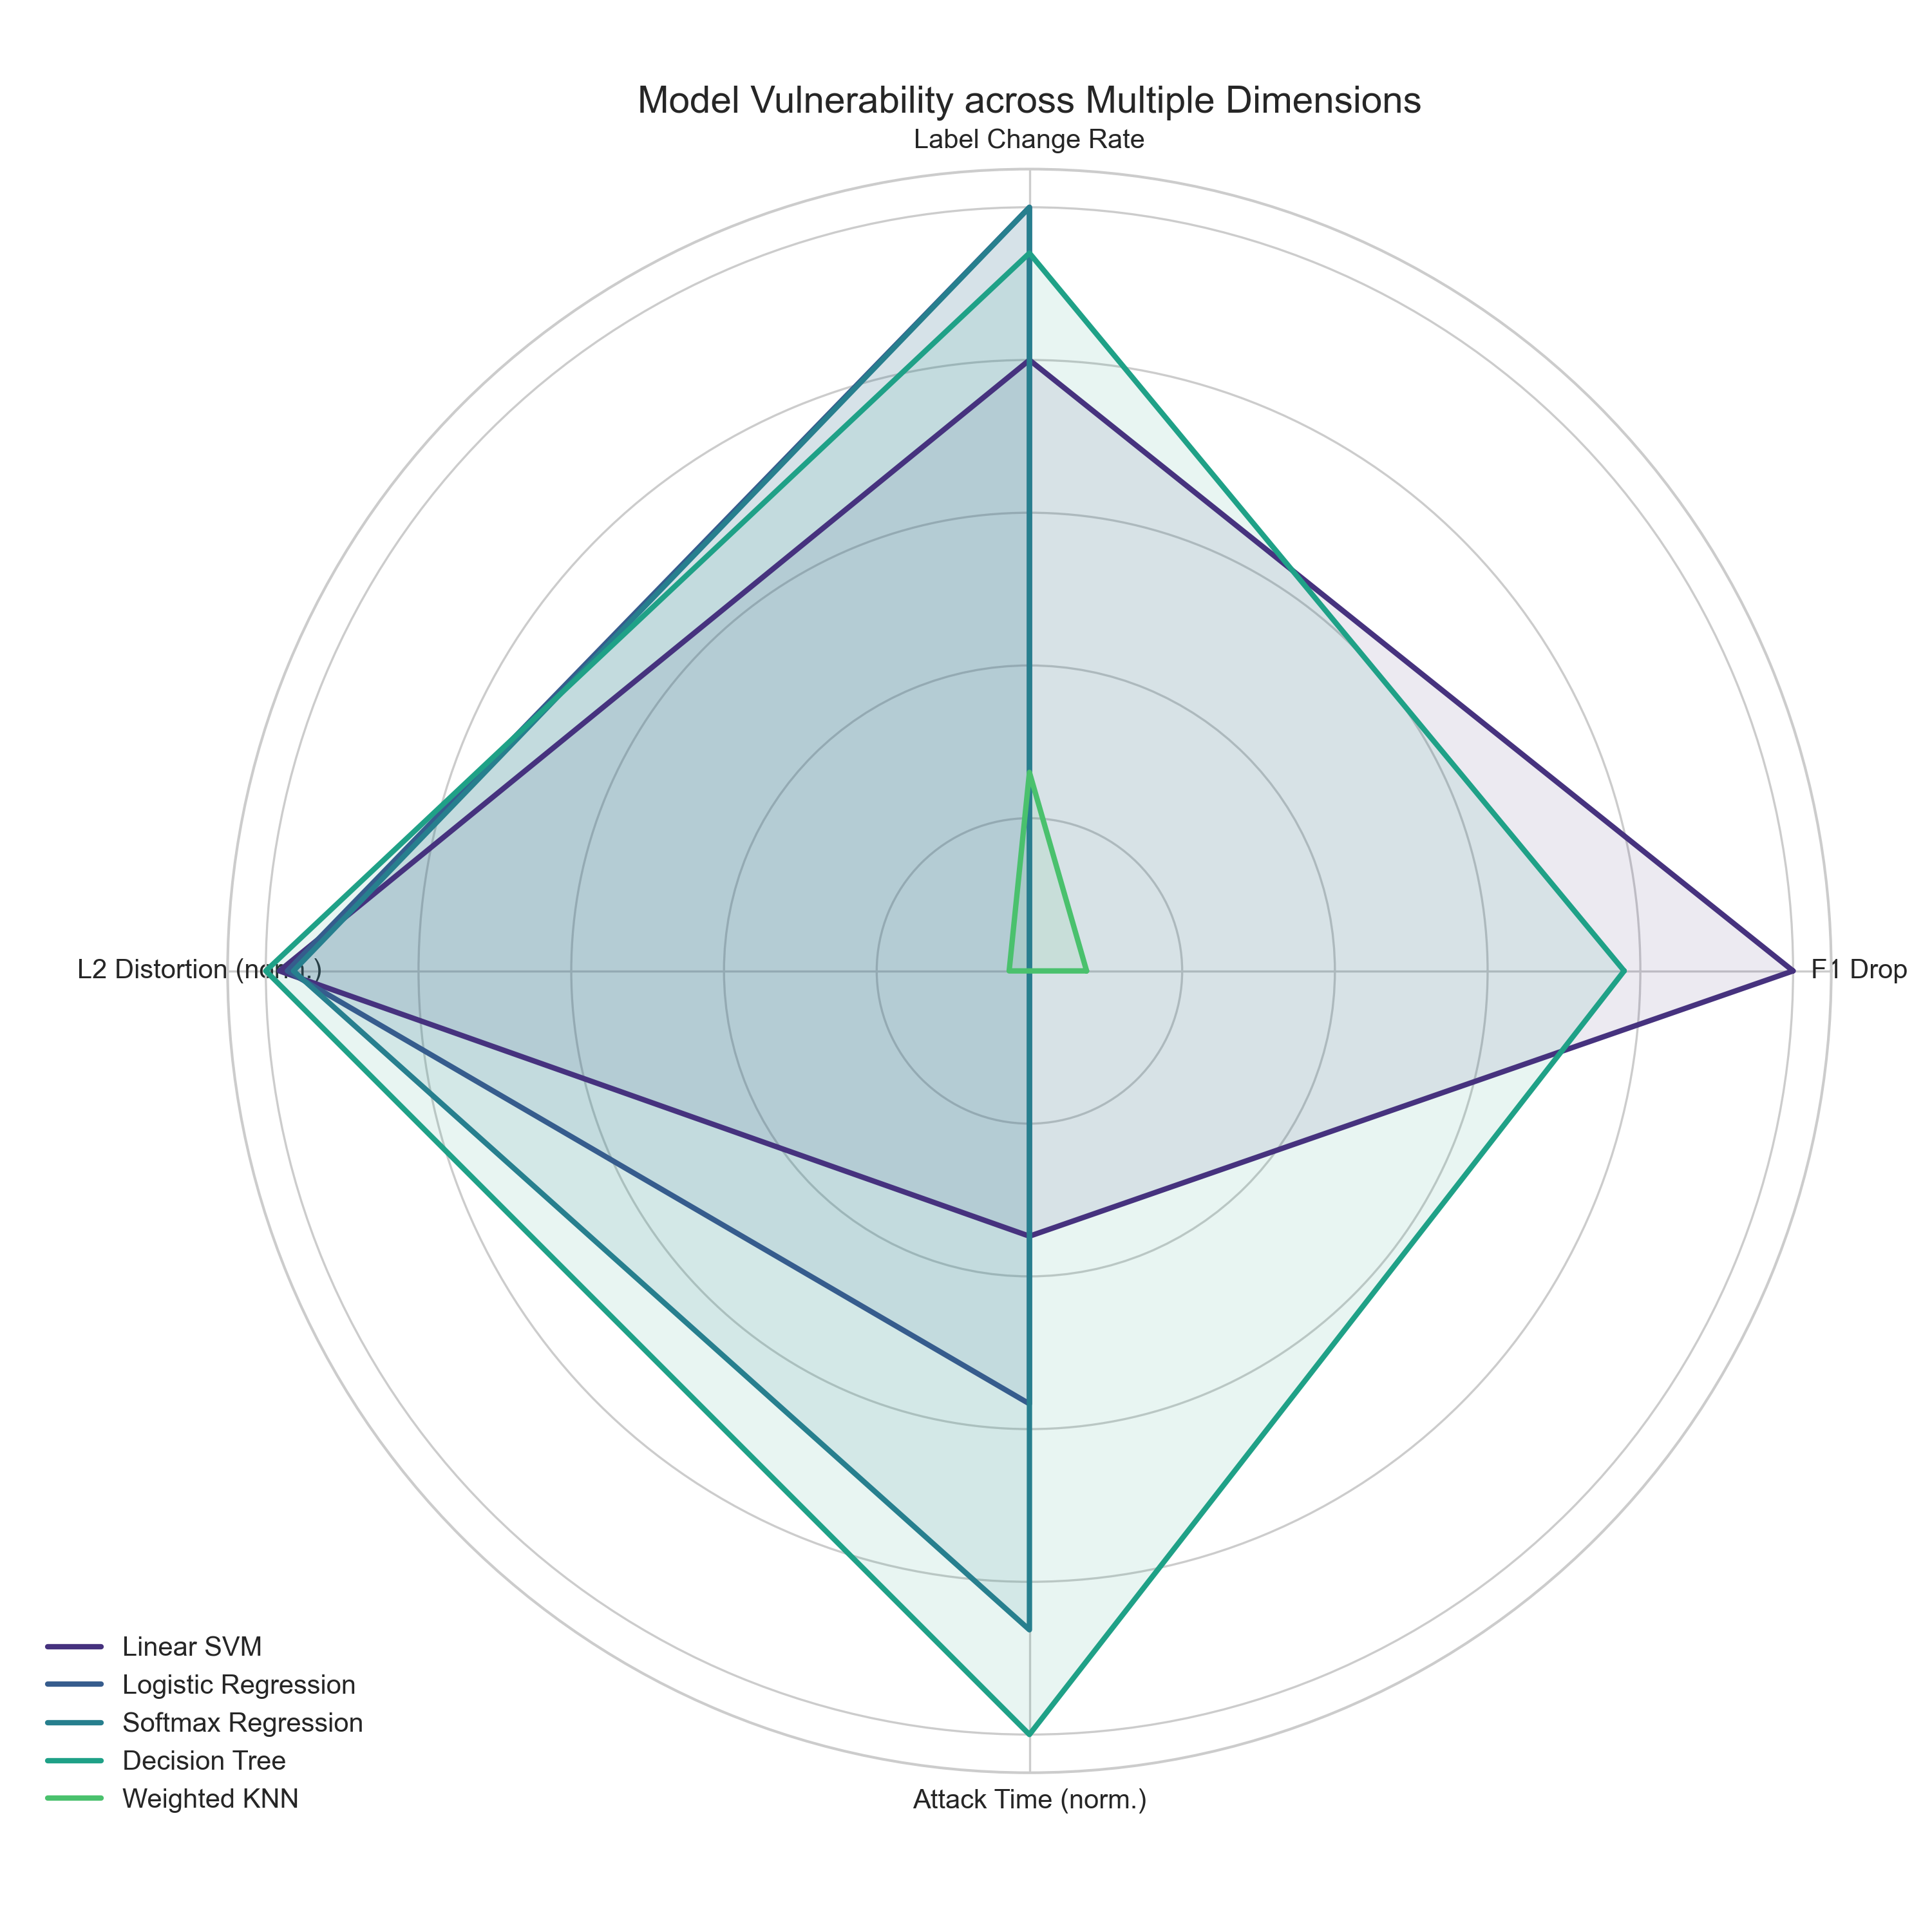 Model Vulnerability across Multiple Dimensions
Label Change Rate
L2 Distortion (norm.)
F1 Drop
Linear SVM
Logistic Regression
Softmax Regression
Decision Tree
Weighted KNN
Attack Time (norm.)